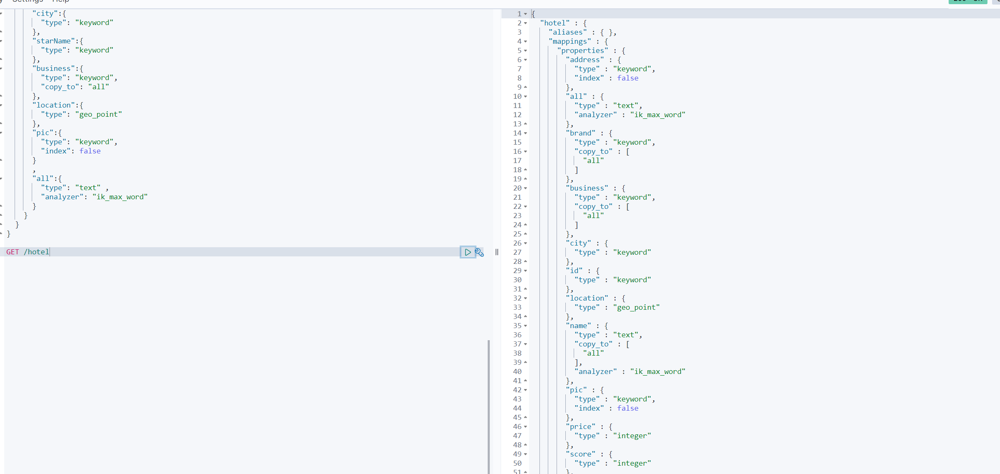 Settings Help
"city":{
"type": "keyword"
},
"starName":{
"type": "keyword"
},
"business":{
"type": "keyword",
"copy_to": "all"
},
"location":{
"type": "geo_point"
},
"pic":{
"type": "keyword",
"index": false
}
,
"all":{
"type": "text" ,
"analyzer": "ik_max_word"
}
}
}
}
GET /hotel
1 {
2 "hotel" : {
3 "aliases" : { },
4 "mappings" : {
5 "properties" : {
6 "address" : {
7 "type" : "keyword",
8 "index" : false
9 },
10 "all" : {
11 "type" : "text",
12 "analyzer" : "ik_max_word"
13 },
14 "brand" : {
15 "type" : "keyword",
16 "copy_to" : [
17 "all"
18 ]
19 },
20 "business" : {
21 "type" : "keyword",
22 "copy_to" : [
23 "all"
24 ]
25 },
26 "city" : {
27 "type" : "keyword"
28 },
29 "id" : {
30 "type" : "keyword"
31 },
32 "location" : {
33 "type" : "geo_point"
34 },
35 "name" : {
36 "type" : "text",
37 "copy_to" : [
38 "all"
39 ],
40 "analyzer" : "ik_max_word"
41 },
42 "pic" : {
43 "type" : "keyword",
44 "index" : false
45 },
46 "price" : {
47 "type" : "integer"
48 },
49 "score" : {
50 "type" : "integer"
51 },